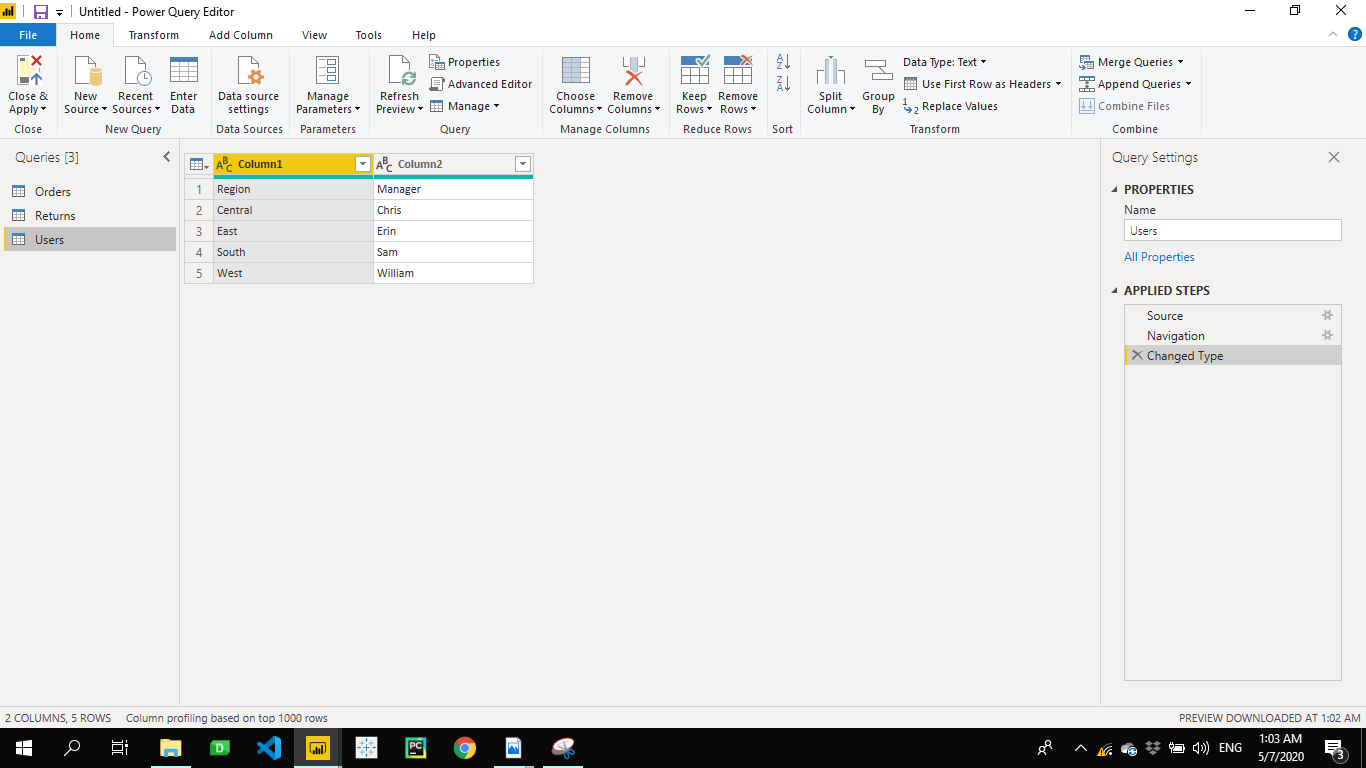 Untitled - Power Query Editor
File Home Transform Add Column View Tools Help
Close & Apply
Close
New Source
Recent Sources
Enter Data
New Query
Data source settings
Data Sources
Manage Parameters
Parameters
Refresh Preview
Properties
Advanced Editor
Manage
Query
Choose Columns
Remove Columns
Manage Columns
Keep Rows
Remove Rows
Reduce Rows
Sort
Split Column
Group By
Data Type: Text
Use First Row as Headers
Replace Values
Transform
Merge Queries
Append Queries
Combine Files
Combine
Queries [3]
Orders
Returns
Users
Column1 Column2
1 Region Manager
2 Central Chris
3 East Erin
4 South Sam
5 West William
Query Settings
PROPERTIES
Name
Users
All Properties
APPLIED STEPS
Source
Navigation
Changed Type
2 COLUMNS, 5 ROWS Column profiling based on top 1000 rows
PREVIEW DOWNLOADED AT 1:02 AM
ENG
1:03 AM
5/7/2020
3